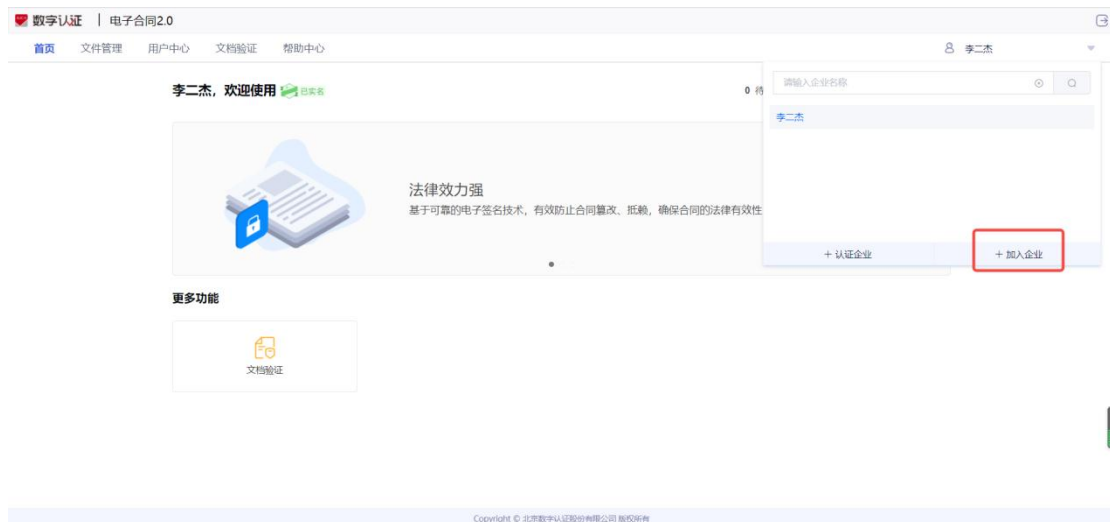 数字认证 | 电子合同2.0
首页 文件管理 用户中心 文档验证 帮助中心 李二杰
李二杰，欢迎使用 已实名 0 待
请输入企业名称
李二杰
法律效力强
基于可靠的电子签名技术，有效防止合同篡改、抵赖，确保合同的法律有效性
+ 认证企业 + 加入企业
更多功能
文档验证
Copyright © 北京数字认证股份有限公司 版权所有